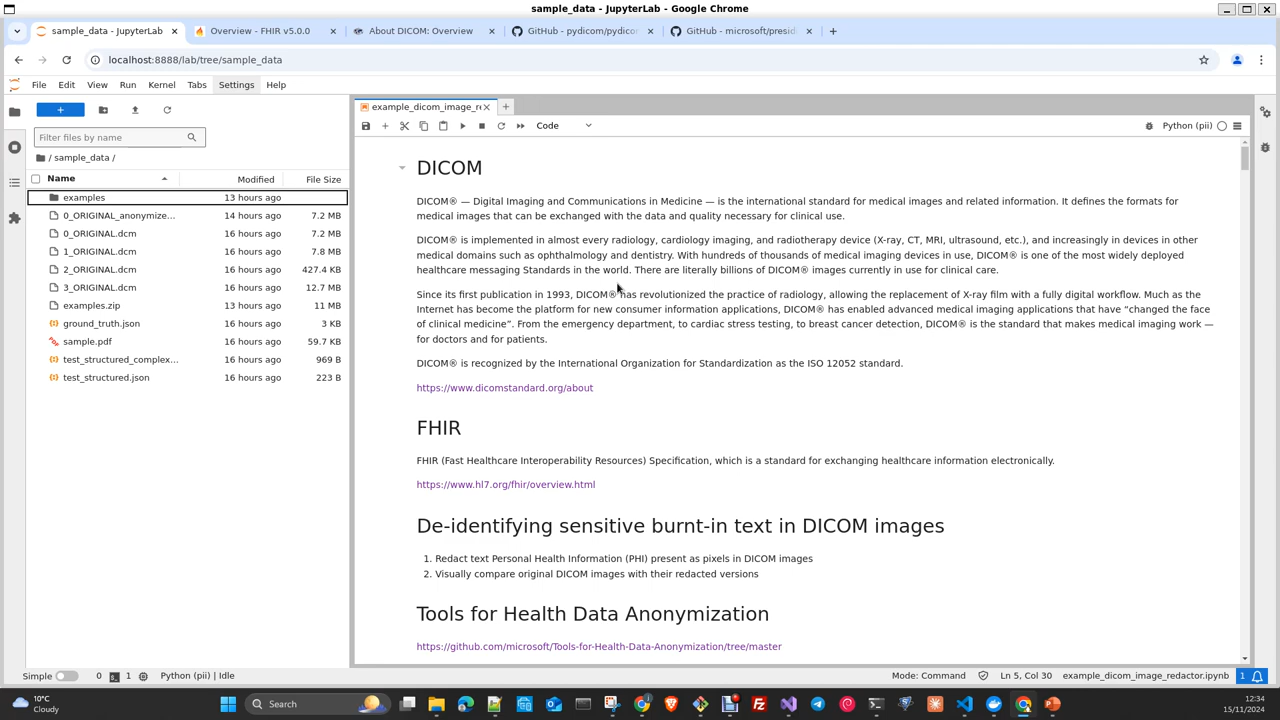 sample_data - JupyterLab - Google Chrome
sample_data - JupyterLab
Overview - FHIR v5.0.0
About DICOM: Overview
GitHub - pydicom/pydicom
GitHub - microsoft/presid
localhost:8888/lab/tree/sample_data
File Edit View Run Kernel Tabs Settings Help
example_dicom_image_re
Filter files by name
Code
Python (pii)
/ sample_data /
Name Modified File Size
examples 13 hours ago
0_ORIGINAL_anonymize... 14 hours ago 7.2 MB
0_ORIGINAL.dcm 16 hours ago 7.2 MB
1_ORIGINAL.dcm 16 hours ago 7.8 MB
2_ORIGINAL.dcm 16 hours ago 427.4 KB
3_ORIGINAL.dcm 16 hours ago 12.7 MB
examples.zip 13 hours ago 11 MB
ground_truth.json 16 hours ago 3 KB
sample.pdf 16 hours ago 59.7 KB
test_structured_complex... 16 hours ago 969 B
test_structured.json 16 hours ago 223 B
DICOM
DICOM® — Digital Imaging and Communications in Medicine — is the international standard for medical images and related information. It defines the formats for
medical images that can be exchanged with the data and quality necessary for clinical use.
DICOM® is implemented in almost every radiology, cardiology imaging, and radiotherapy device (X-ray, CT, MRI, ultrasound, etc.), and increasingly in devices in other
medical domains such as ophthalmology and dentistry. With hundreds of thousands of medical imaging devices in use, DICOM® is one of the most widely deployed
healthcare messaging Standards in the world. There are literally billions of DICOM® images currently in use for clinical care.
Since its first publication in 1993, DICOM® has revolutionized the practice of radiology, allowing the replacement of X-ray film with a fully digital workflow. Much as the
Internet has become the platform for new consumer information applications, DICOM® has enabled advanced medical imaging applications that have “changed the face
of clinical medicine”. From the emergency department, to cardiac stress testing, to breast cancer detection, DICOM® is the standard that makes medical imaging work —
for doctors and for patients.
DICOM® is recognized by the International Organization for Standardization as the ISO 12052 standard.
https://www.dicomstandard.org/about
FHIR
FHIR (Fast Healthcare Interoperability Resources) Specification, which is a standard for exchanging healthcare information electronically.
https://www.hl7.org/fhir/overview.html
De-identifying sensitive burnt-in text in DICOM images
1. Redact text Personal Health Information (PHI) present as pixels in DICOM images
2. Visually compare original DICOM images with their redacted versions
Tools for Health Data Anonymization
https://github.com/microsoft/Tools-for-Health-Data-Anonymization/tree/master
Simple 0 1 Python (pii) | Idle Mode: Command Ln 5, Col 30 example_dicom_image_redactor.ipynb 1
10°C
Cloudy
Search
12:34
15/11/2024